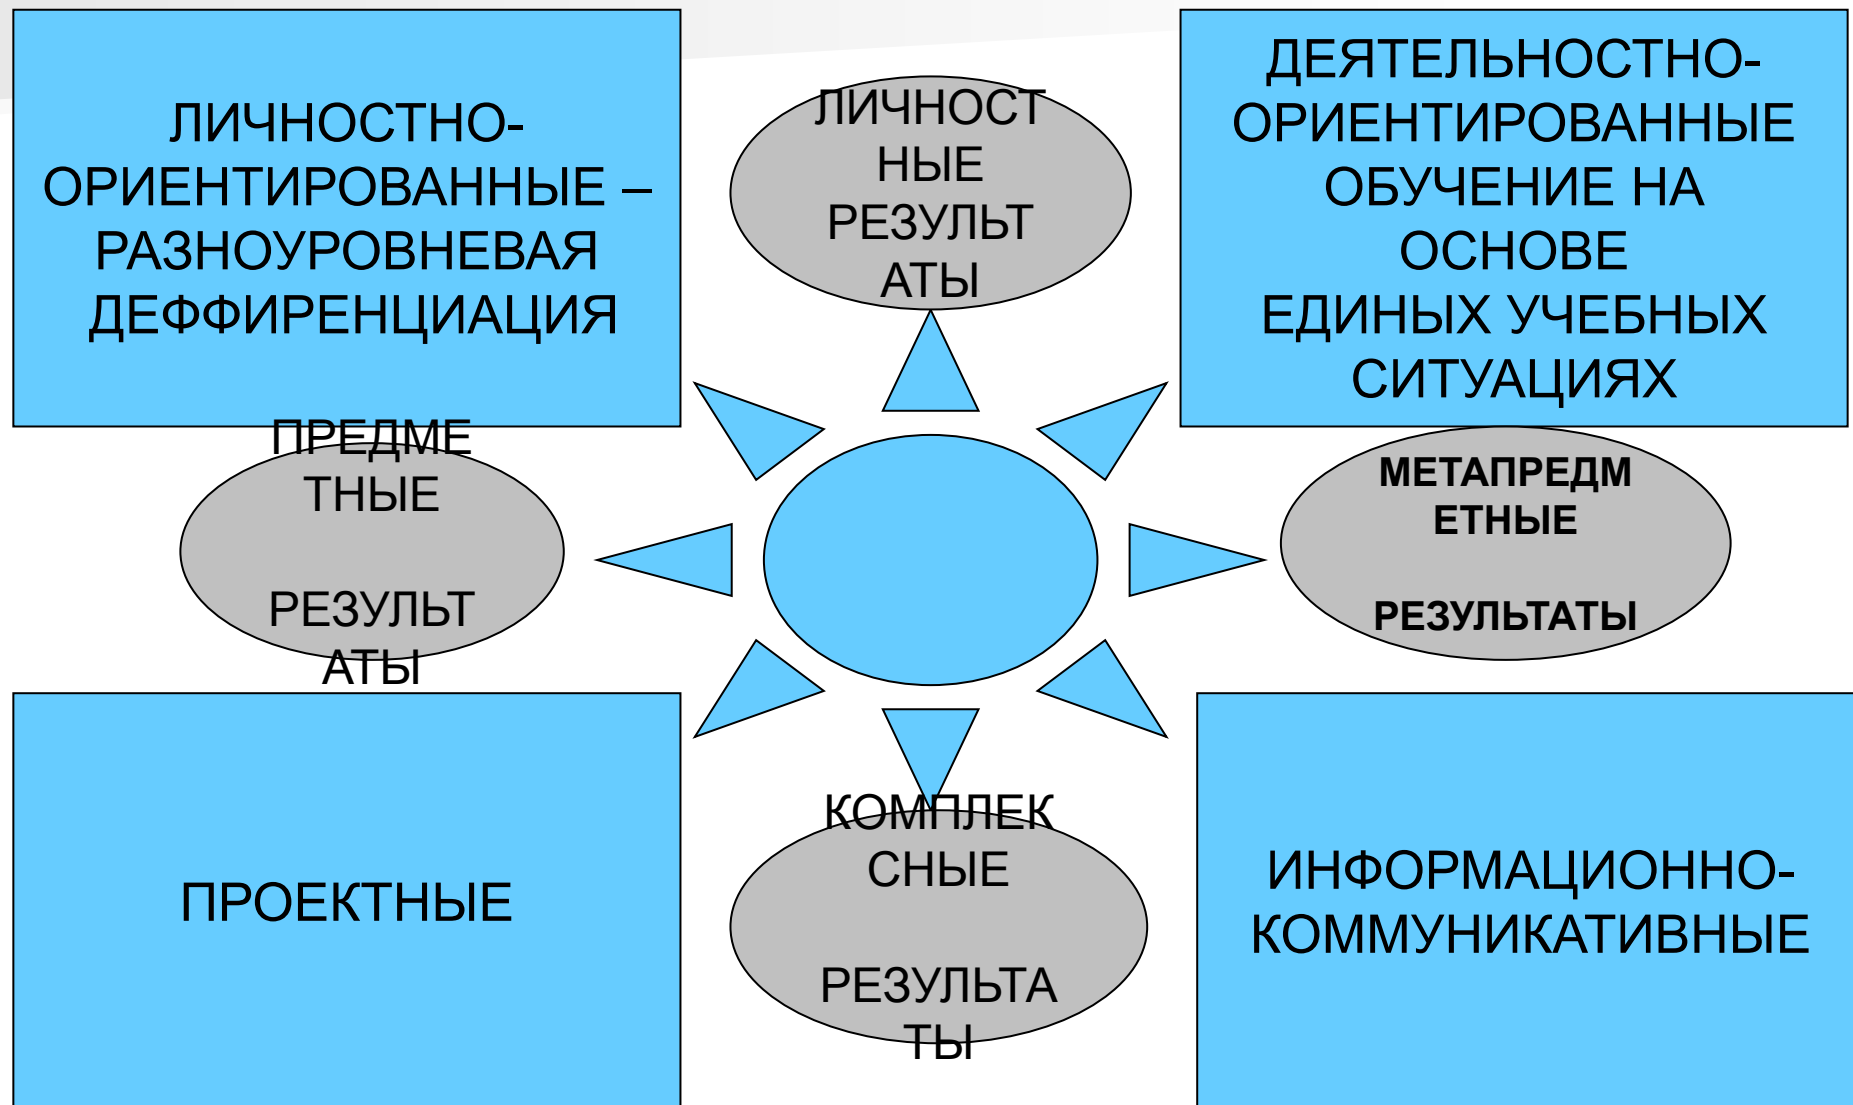 ЛИЧНОСТНО-
ОРИЕНТИРОВАННЫЕ –
РАЗНОУРОВНЕВАЯ
ДЕФФИРЕНЦИАЦИЯ
ЛИЧНОСТ
НЫЕ
РЕЗУЛЬТ
АТЫ
ДЕЯТЕЛЬНОСТНО-
ОРИЕНТИРОВАННЫЕ
ОБУЧЕНИЕ НА
ОСНОВЕ
ЕДИНЫХ УЧЕБНЫХ
СИТУАЦИЯХ
ПРЕДМЕ
ТНЫЕ
РЕЗУЛЬТ
АТЫ
МЕТАПРЕДМ
ЕТНЫЕ
РЕЗУЛЬТАТЫ
ПРОЕКТНЫЕ
КОМПЛЕК
СНЫЕ
РЕЗУЛЬТА
ТЫ
ИНФОРМАЦИОННО-
КОММУНИКАТИВНЫЕ